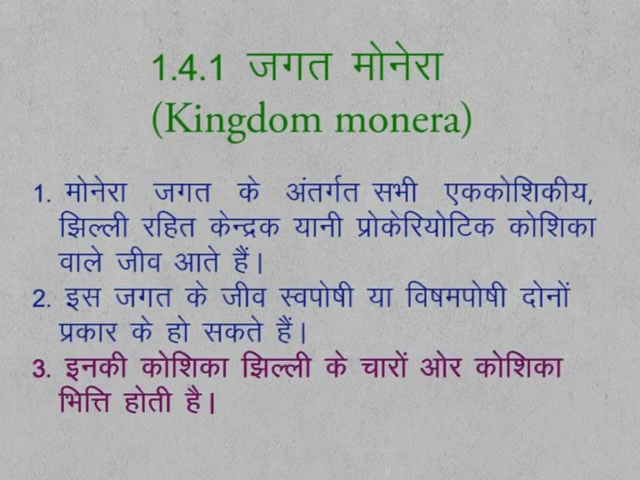 1.4.1 जगत मोनेरा
(Kingdom monera)
1. मोनेरा जगत के अंतर्गत सभी एककोशिकीय,
झिल्ली रहित केन्द्रक यानी प्रोकेरियोटिक कोशिका
वाले जीव आते हैं।
2. इस जगत के जीव स्वपोषी या विषमपोषी दोनों
प्रकार के हो सकते हैं।
3. इनकी कोशिका झिल्ली के चारों ओर कोशिका
भित्ति होती है।